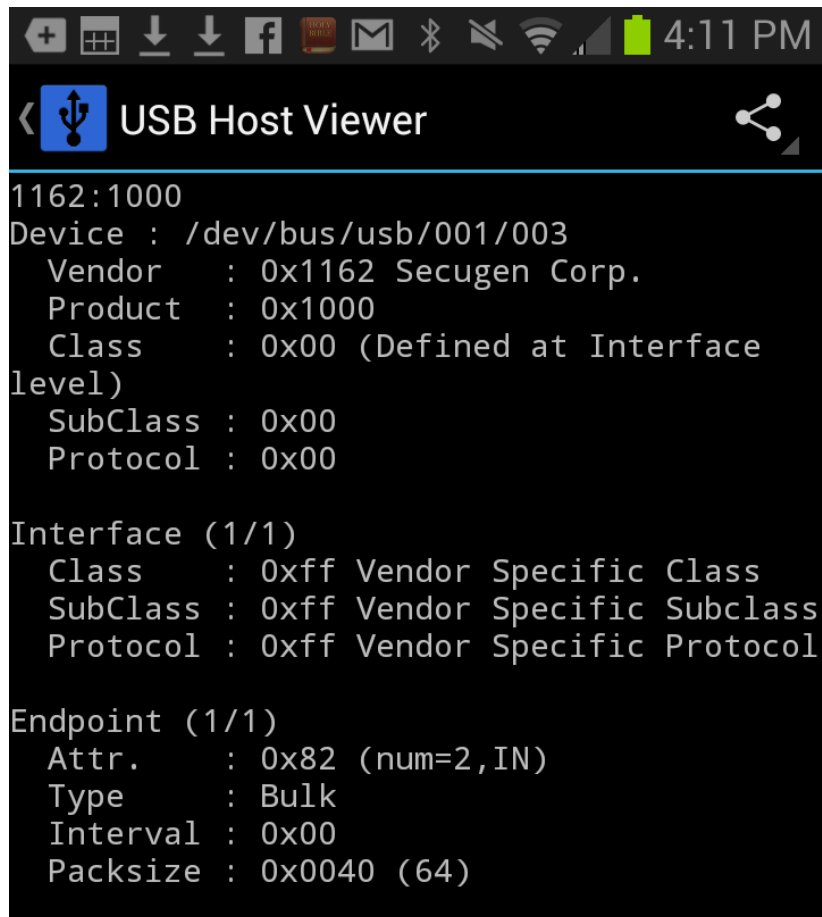 4:11 PM
HOLY
BIBLE
USB Host Viewer
1162:1000
Device : /dev/bus/usb/001/003
  Vendor   : 0x1162 Secugen Corp.
  Product  : 0x1000
  Class    : 0x00 (Defined at Interface
level)
  SubClass : 0x00
  Protocol : 0x00

Interface (1/1)
  Class    : 0xff Vendor Specific Class
  SubClass : 0xff Vendor Specific Subclass
  Protocol : 0xff Vendor Specific Protocol

Endpoint (1/1)
  Attr.    : 0x82 (num=2,IN)
  Type     : Bulk
  Interval : 0x00
  Packsize : 0x0040 (64)